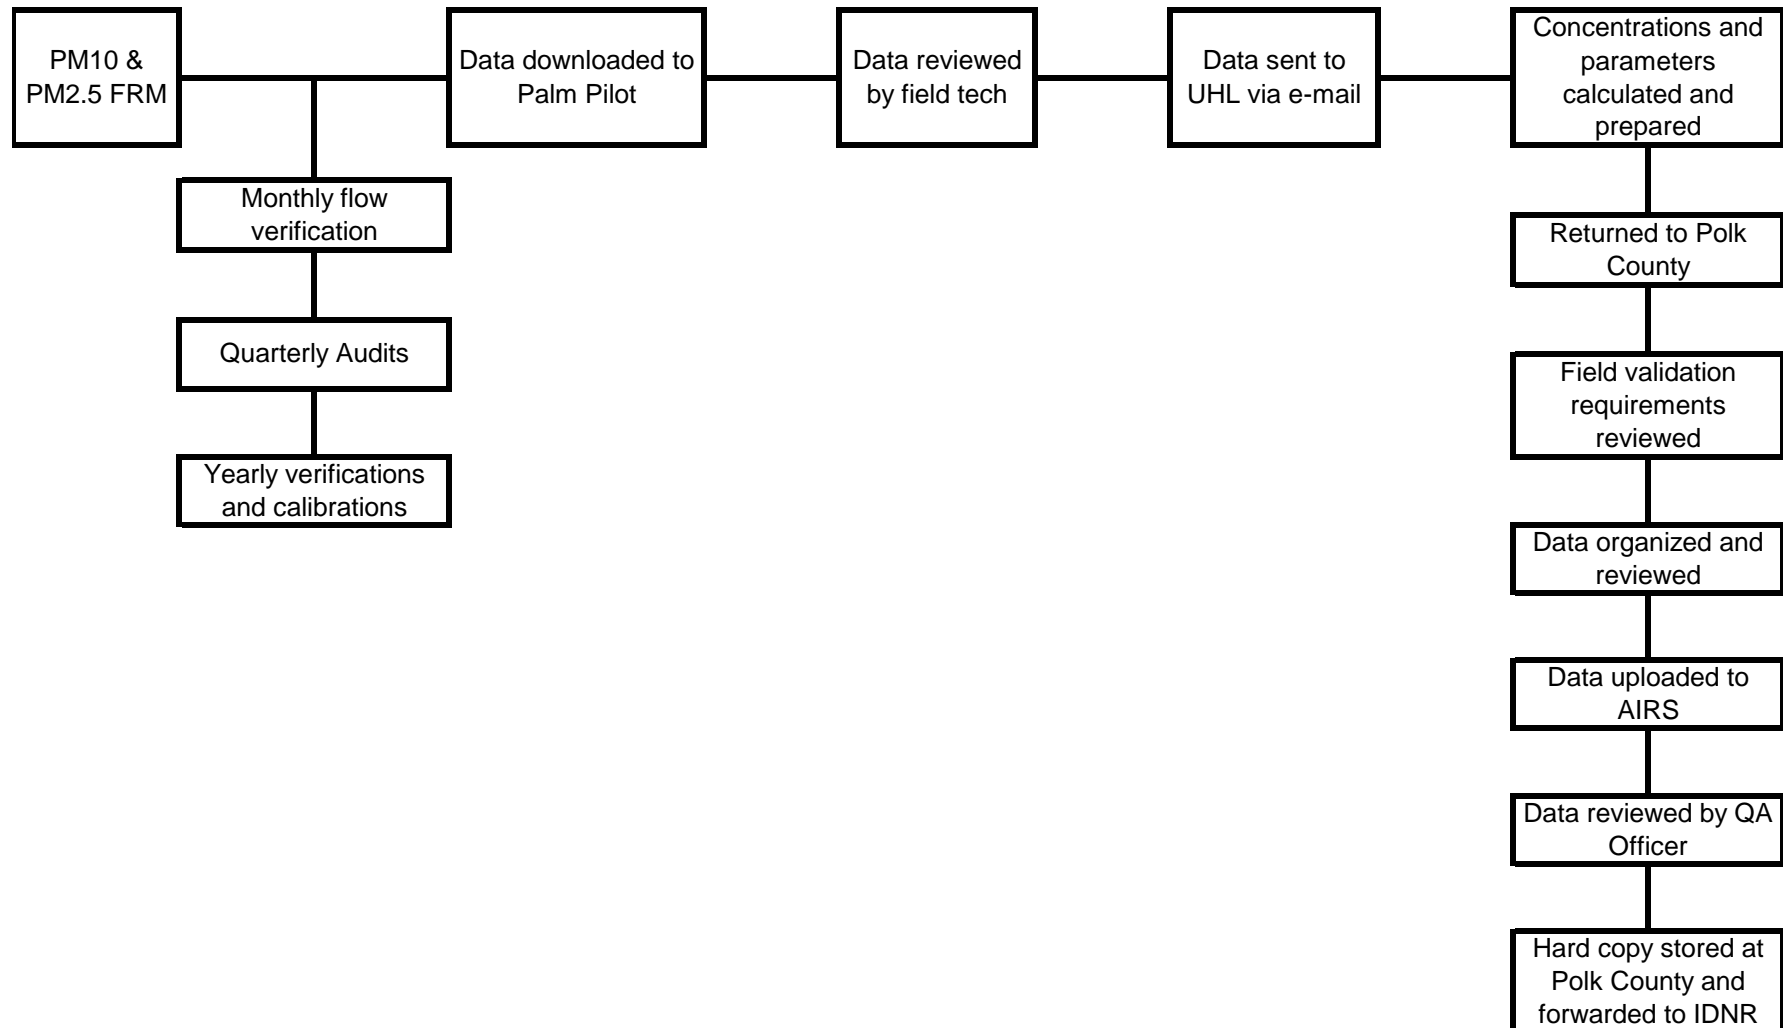 PM10 &
PM2.5 FRM
Data downloaded to
Palm Pilot
Data reviewed
by field tech
Data sent to
UHL via e-mail
Concentrations and
parameters
calculated and
prepared
Monthly flow
verification
Quarterly Audits
Yearly verifications
and calibrations
Returned to Polk
County
Field validation
requirements
reviewed
Data organized and
reviewed
Data uploaded to
AIRS
Data reviewed by QA
Officer
Hard copy stored at
Polk County and
forwarded to IDNR